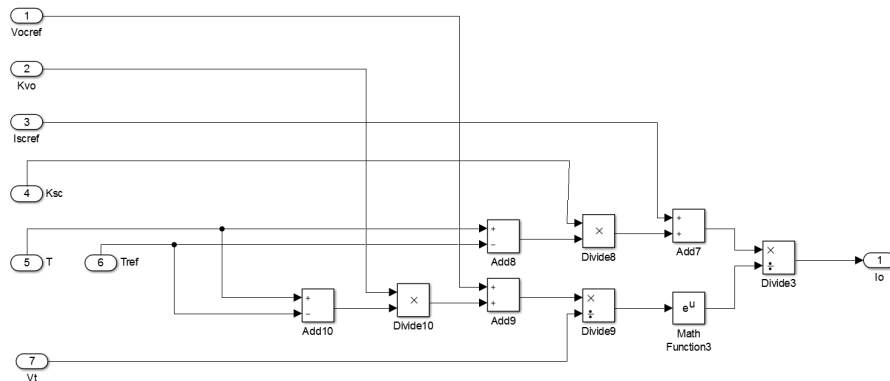 1
Vocref
2
Kvo
3
Iscref
4 Ksc
5 T
6 Tref
+
−
Add8
×
Divide8
+
+
Add7
×
÷
Divide3
1
Io
+
−
Add10
×
Divide10
+
+
Add9
×
÷
Divide9
eᵘ
Math
Function3
7
Vt